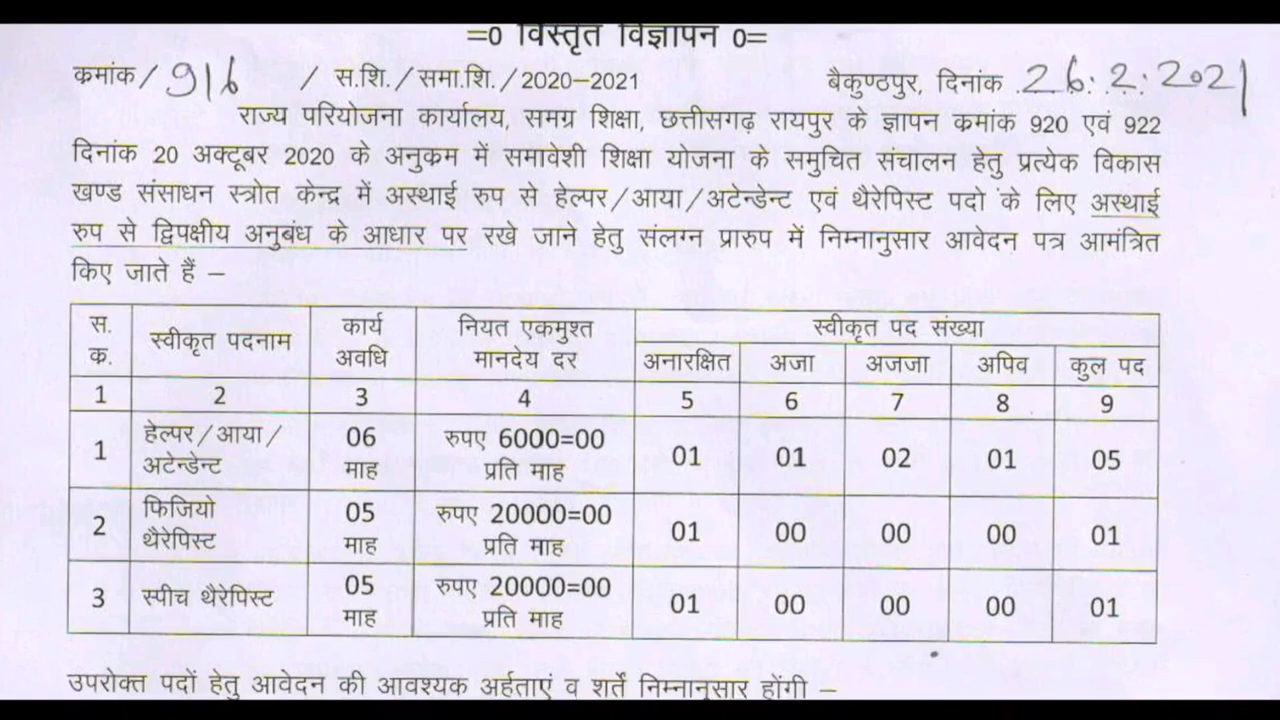 =0 विस्तृत विज्ञापन 0=
क्रमांक / 916 / स.शि. / समा.शि. / 2020-2021 बैकुण्ठपुर, दिनांक .26.2.2021
राज्य परियोजना कार्यालय, समग्र शिक्षा, छत्तीसगढ़ रायपुर के ज्ञापन क्रमांक 920 एवं 922
दिनांक 20 अक्टूबर 2020 के अनुकम में समावेशी शिक्षा योजना के समुचित संचालन हेतु प्रत्येक विकास
खण्ड संसाधन स्त्रोत केन्द्र में अस्थाई रुप से हेल्पर/आया/अटेन्डेन्ट एवं थैरेपिस्ट पदों के लिए अस्थाई
रुप से द्विपक्षीय अनुबंध के आधार पर रखे जाने हेतु संलग्न प्रारुप में निम्नानुसार आवेदन पत्र आमंत्रित
किए जाते हैं –
स. क्र. स्वीकृत पदनाम कार्य अवधि नियत एकमुश्त मानदेय दर स्वीकृत पद संख्या
अनारक्षित अजा अजजा अपिव कुल पद
1 2 3 4 5 6 7 8 9
1 हेल्पर/आया/ अटेन्डेन्ट 06 माह रुपए 6000=00 प्रति माह 01 01 02 01 05
2 फिजियो थैरेपिस्ट 05 माह रुपए 20000=00 प्रति माह 01 00 00 00 01
3 स्पीच थैरेपिस्ट 05 माह रुपए 20000=00 प्रति माह 01 00 00 00 01
उपरोक्त पदों हेतु आवेदन की आवश्यक अर्हताएं व शर्तें निम्नानुसार होंगी –